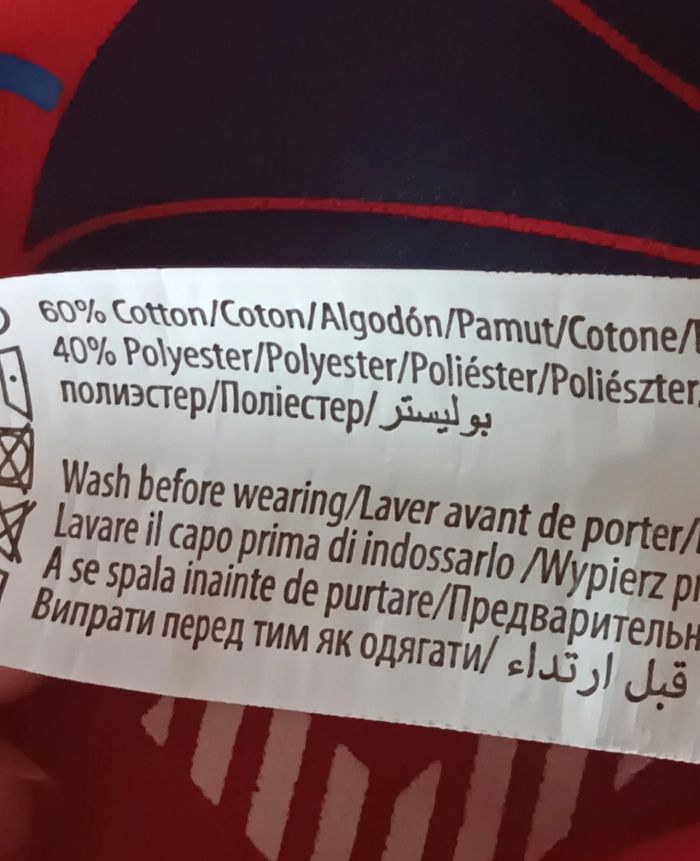 60% Cotton/Coton/Algodón/Pamut/Cotone/
40% Polyester/Polyester/Poliéster/Poliészter
полиэстер/Поліестер/بوليستر
Wash before wearing/Laver avant de porter/
Lavare il capo prima di indossarlo /Wypierz
A se spala inainte de purtare/
Випрати перед тим як одягати/ قبل ارتداء